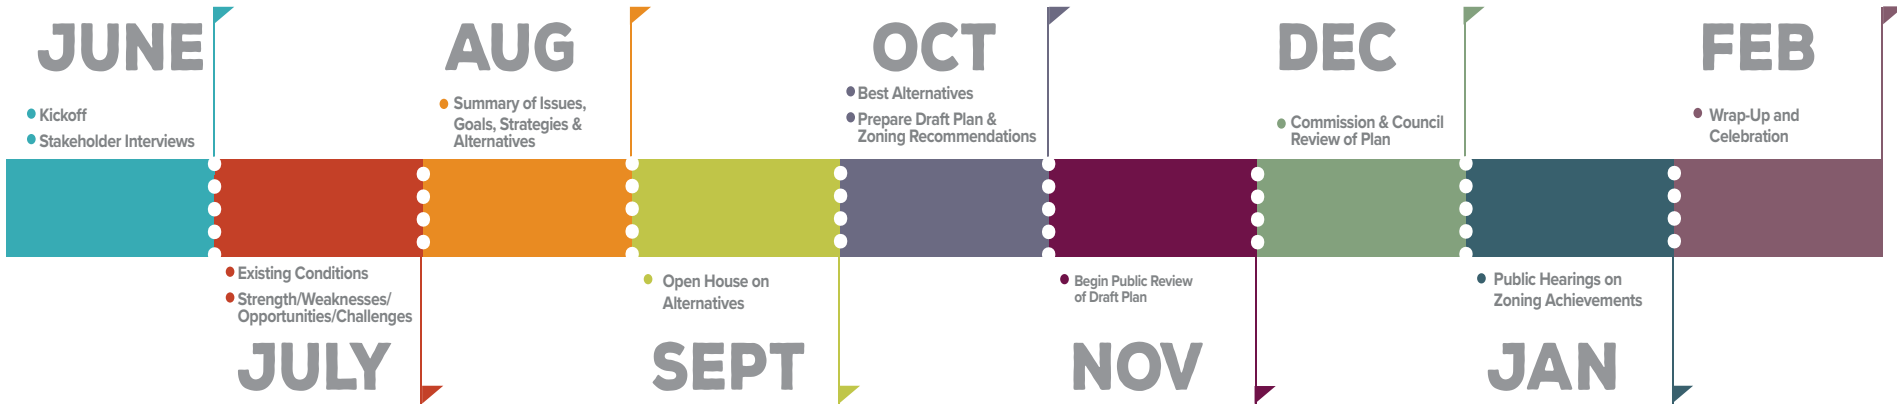 JUNE
Kickoff
Stakeholder Interviews
AUG
Summary of Issues,
Goals, Strategies &
Alternatives
OCT
Best Alternatives
Prepare Draft Plan &
Zoning Recommendations
DEC
Commission & Council
Review of Plan
FEB
Wrap-Up and
Celebration
Existing Conditions
Strength/Weaknesses/
Opportunities/Challenges
JULY
Open House on
Alternatives
SEPT
Begin Public Review
of Draft Plan
NOV
Public Hearings on
Zoning Achievements
JAN